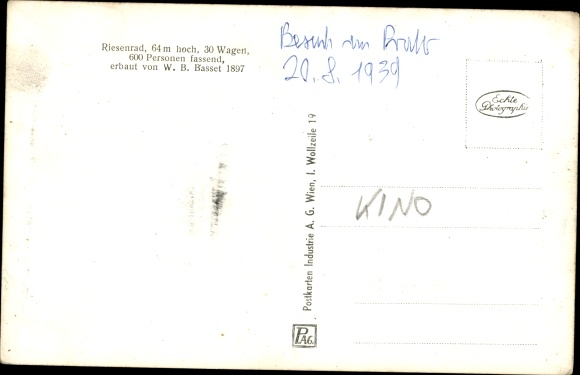 Riesenrad, 64 m hoch, 30 Wagen,
600 Personen fassend,
erbaut von W. B. Basset 1897
Besuch im Prater
20. 8. 1939
Echte
Photographie
Postkarten Industrie A. G. Wien, I. Wollzeile 19
KINO
PAG.